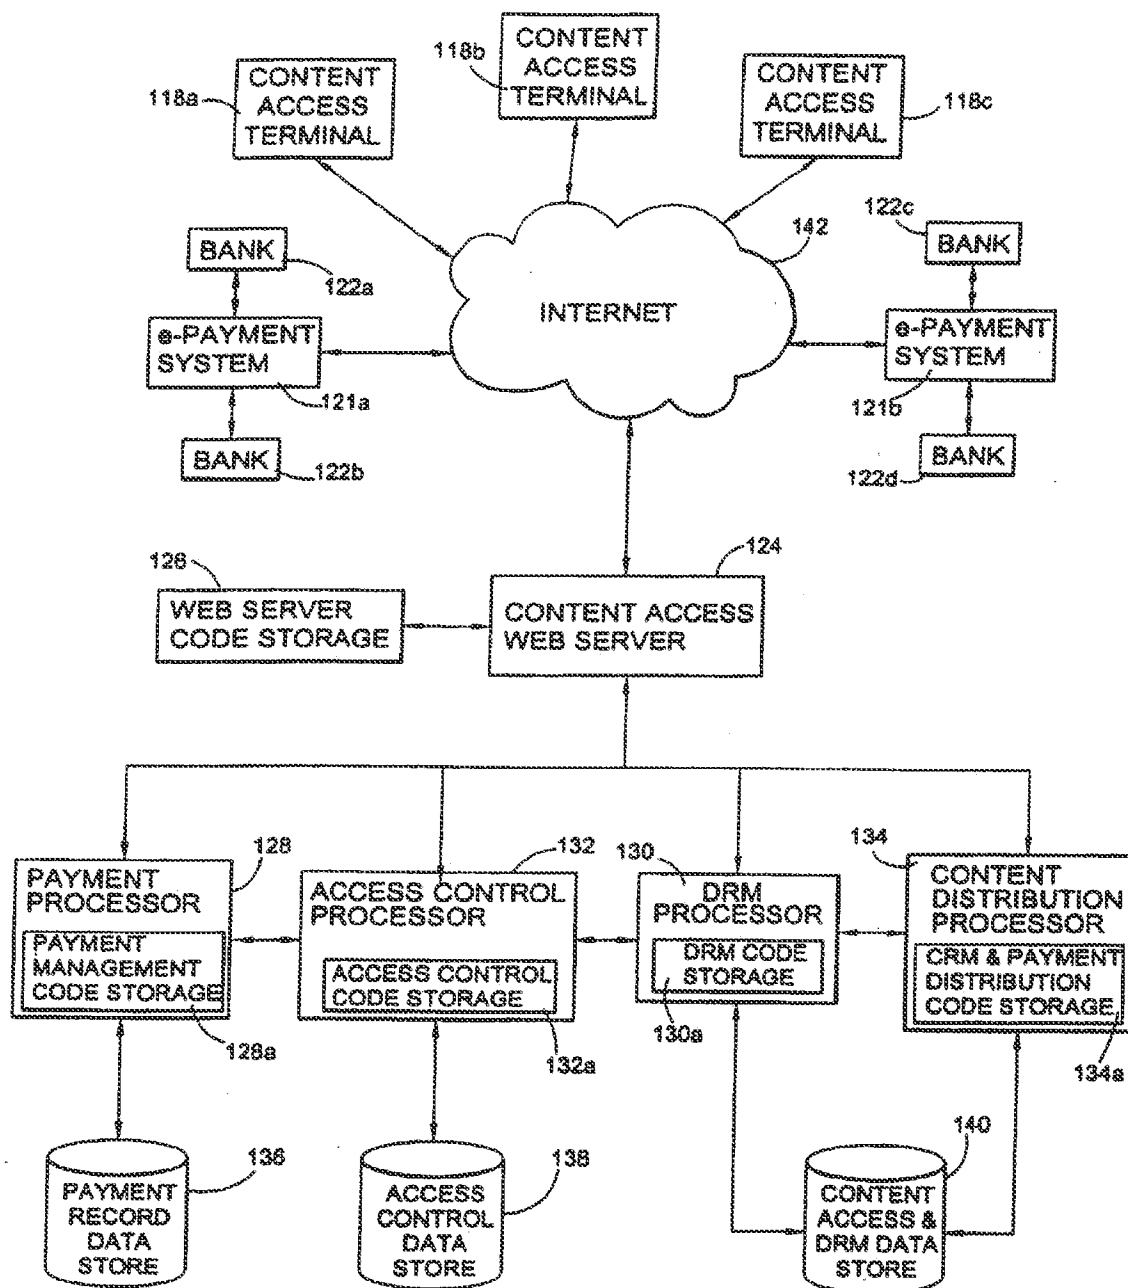 118a
CONTENT
ACCESS
TERMINAL
118b
CONTENT
ACCESS
TERMINAL
CONTENT
ACCESS
TERMINAL
118c
BANK
122a
e-PAYMENT
SYSTEM
121a
BANK
122b
INTERNET
142
122c
BANK
e-PAYMENT
SYSTEM
121b
BANK
122d
126
WEB SERVER
CODE STORAGE
124
CONTENT ACCESS
WEB SERVER
128
PAYMENT
PROCESSOR
PAYMENT
MANAGEMENT
CODE STORAGE
128a
132
ACCESS CONTROL
PROCESSOR
ACCESS CONTROL
CODE STORAGE
132a
130
DRM
PROCESSOR
DRM CODE
STORAGE
130a
134
CONTENT
DISTRIBUTION
PROCESSOR
CRM & PAYMENT
DISTRIBUTION
CODE STORAGE
134a
136
PAYMENT
RECORD
DATA
STORE
138
ACCESS
CONTROL
DATA
STORE
140
CONTENT
ACCESS &
DRM DATA
STORE